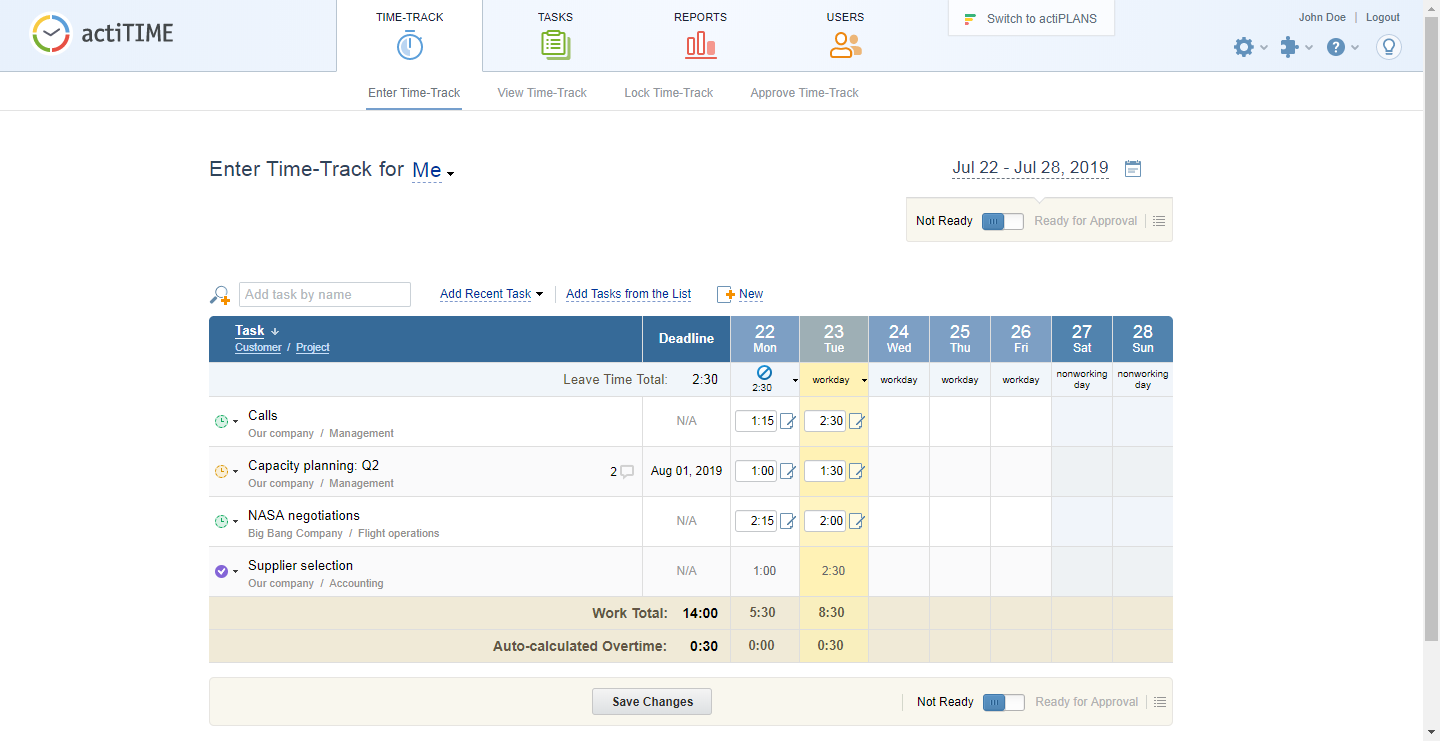 actiTIME
TIME-TRACK
TASKS
REPORTS
USERS
Switch to actiPLANS
John Doe | Logout
Enter Time-Track
View Time-Track
Lock Time-Track
Approve Time-Track
Enter Time-Track for Me
Jul 22 - Jul 28, 2019
Not Ready
Ready for Approval
Add task by name
Add Recent Task
Add Tasks from the List
New
Task ↓
Customer / Project
Deadline
22 Mon
23 Tue
24 Wed
25 Thu
26 Fri
27 Sat
28 Sun
Leave Time Total: 2:30
2:30
workday
workday
workday
workday
nonworking day
nonworking day
Calls
Our company / Management
N/A
1:15
2:30
Capacity planning: Q2
Our company / Management
2
Aug 01, 2019
1:00
1:30
NASA negotiations
Big Bang Company / Flight operations
N/A
2:15
2:00
Supplier selection
Our company / Accounting
N/A
1:00
2:30
Work Total: 14:00 5:30 8:30
Auto-calculated Overtime: 0:30 0:00 0:30
Save Changes
Not Ready
Ready for Approval